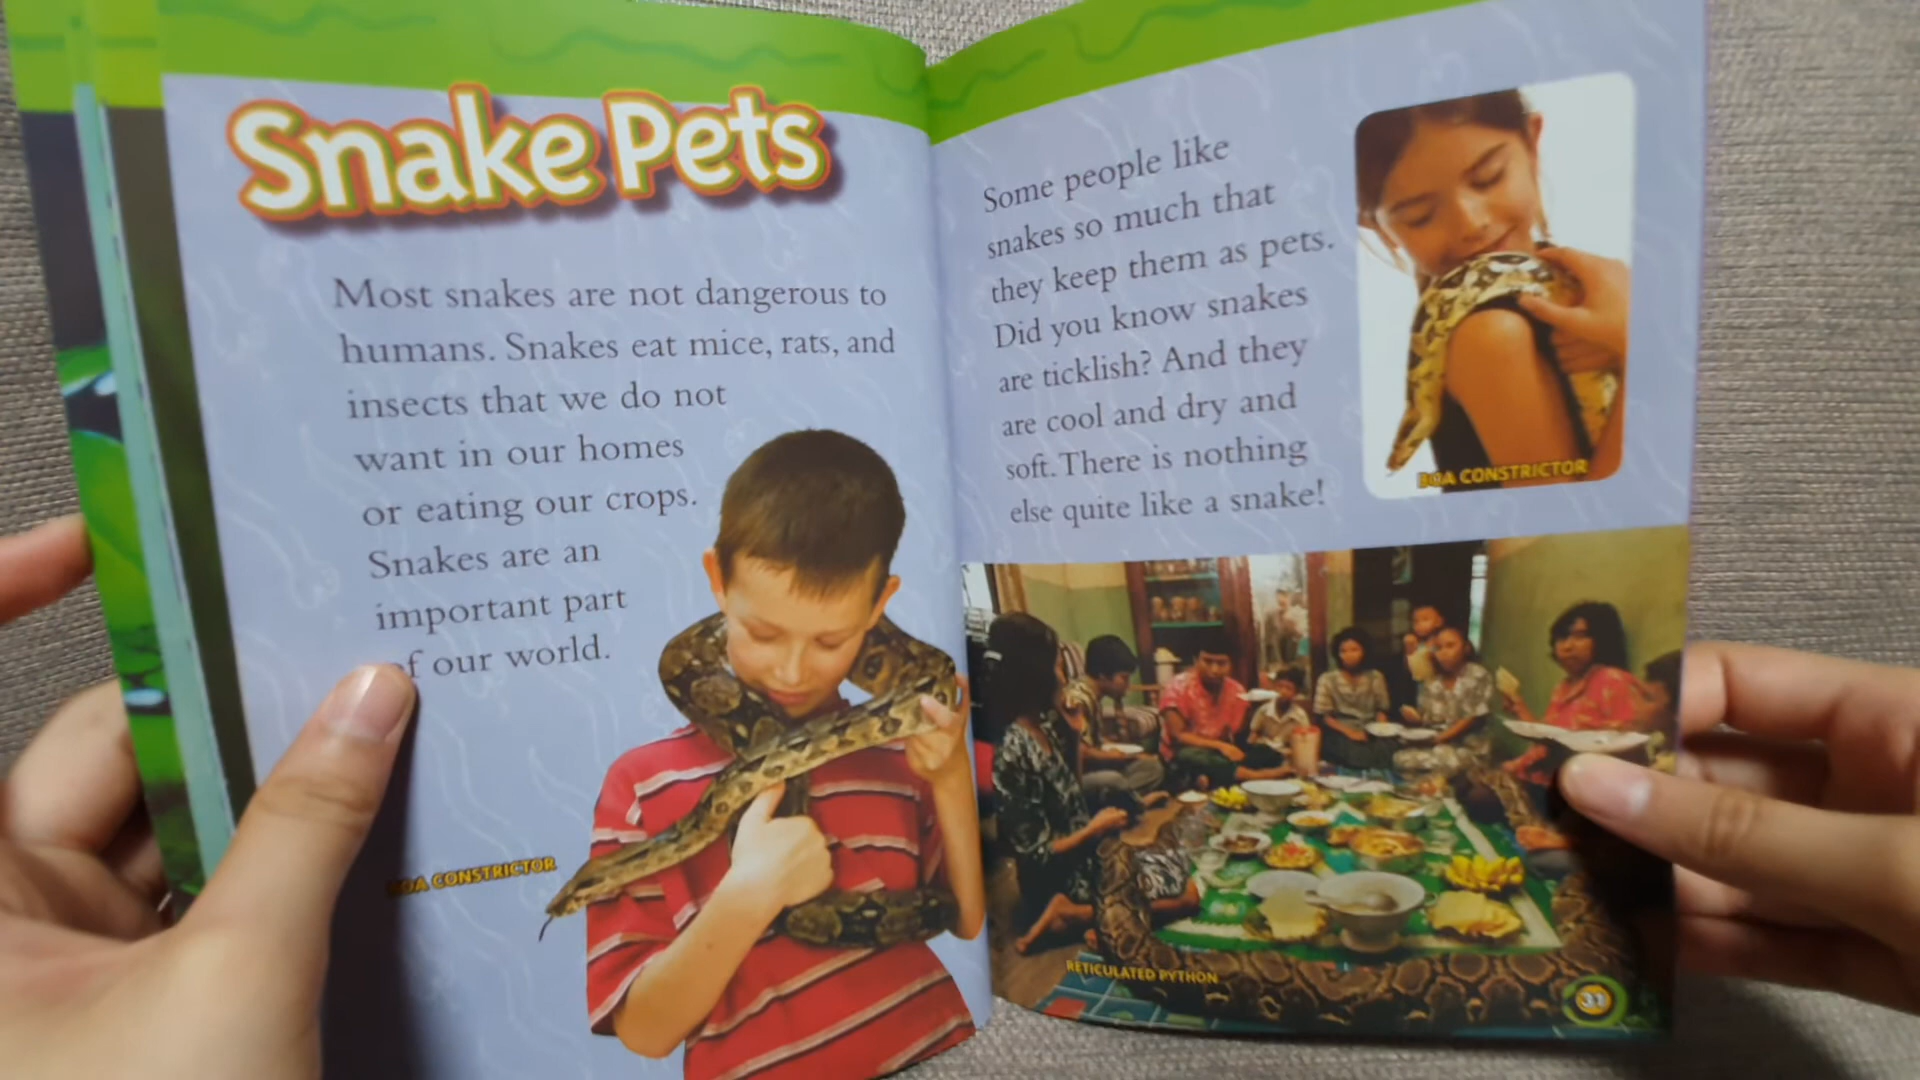 Snake Pets
Most snakes are not dangerous to
humans. Snakes eat mice, rats, and
insects that we do not
want in our homes
or eating our crops.
Snakes are an
important part
of our world.
BOA CONSTRICTOR
Some people like
snakes so much that
they keep them as pets.
Did you know snakes
are ticklish? And they
are cool and dry and
soft. There is nothing
else quite like a snake!
BOA CONSTRICTOR
RETICULATED PYTHON
31